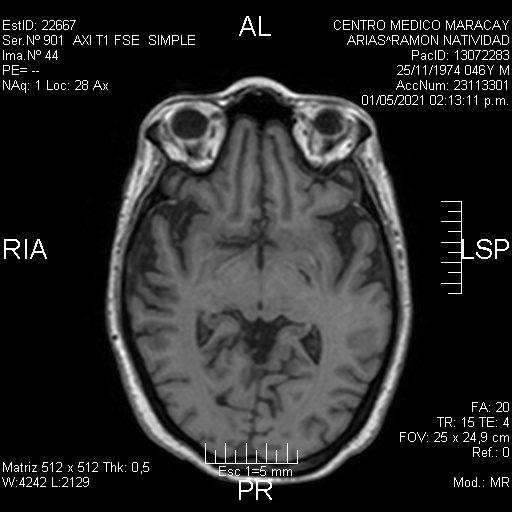 EstID: 22667
Ser.Nº 901 AXI T1 FSE SIMPLE
Ima.Nº 44
PE= --
NAq: 1 Loc: 28 Ax
AL
CENTRO MEDICO MARACAY
ARIAS^RAMON NATIVIDAD
PacID: 13072283
25/11/1974 046Y M
AccNum: 23113301
01/05/2021 02:13:11 p.m.
RIA
LSP
FA: 20
TR: 15 TE: 4
FOV: 25 x 24,9 cm
Ref.: 0
Matriz 512 x 512 Thk: 0,5
W:4242 L:2129
Esc 1=5 mm
PR
Mod.: MR